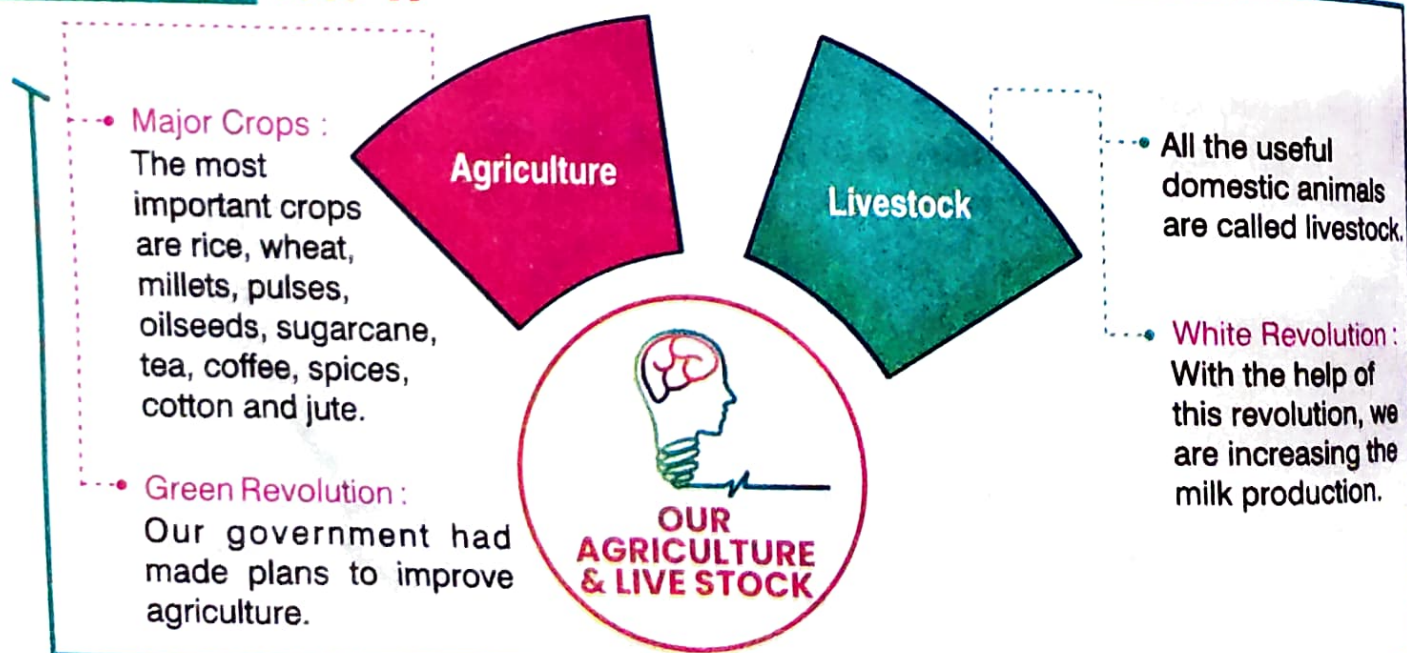 Agriculture
Major Crops :
The most
important crops
are rice, wheat,
millets, pulses,
oilseeds, sugarcane,
tea, coffee, spices,
cotton and jute.
Green Revolution :
Our government had
made plans to improve
agriculture.
Livestock
All the useful
domestic animals
are called livestock.
White Revolution :
With the help of
this revolution, we
are increasing the
milk production.
OUR
AGRICULTURE
& LIVE STOCK